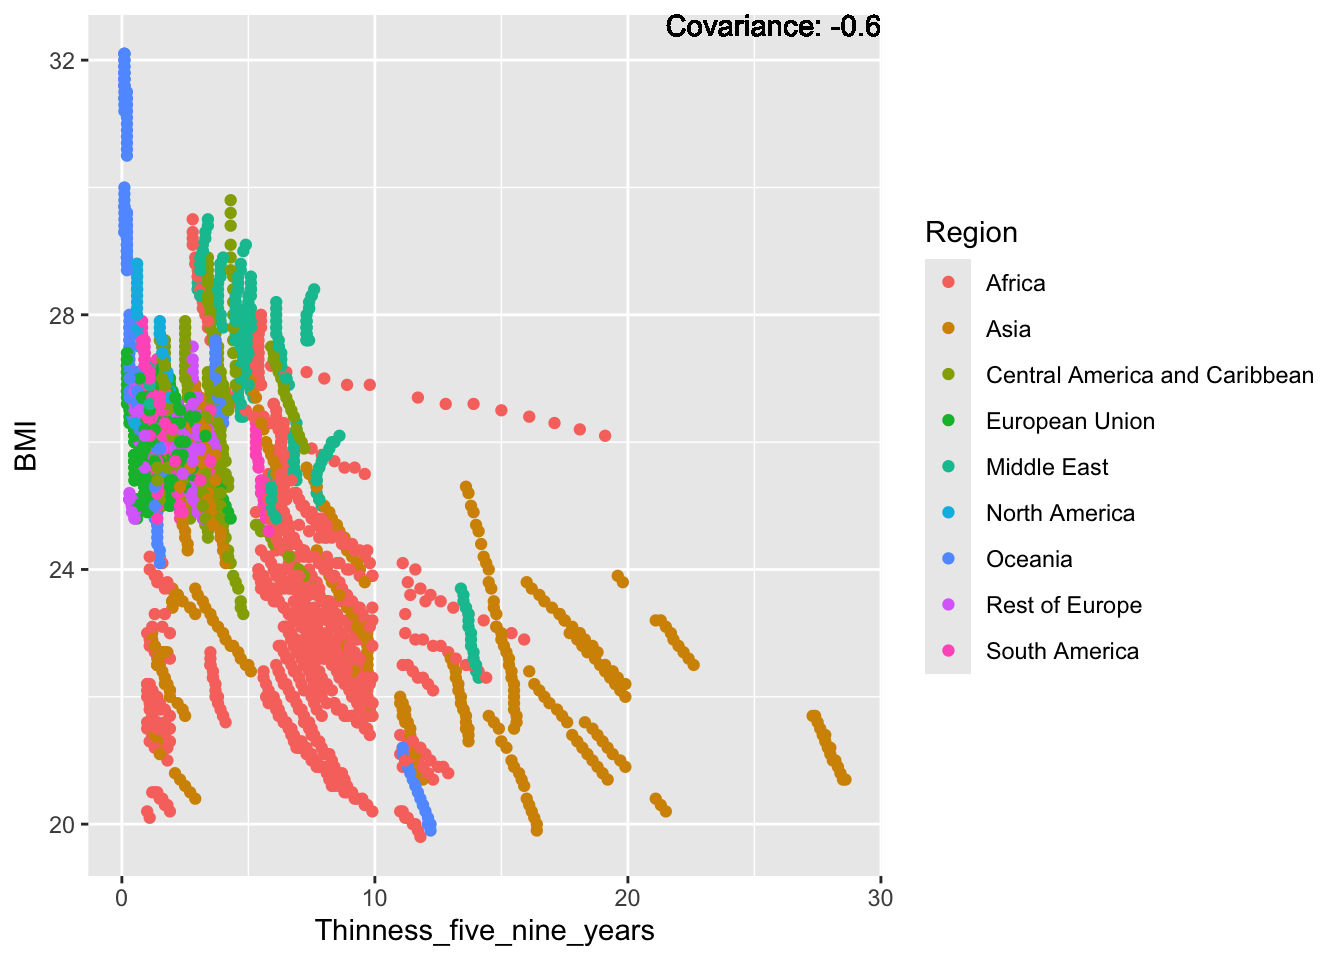 Covariance: -0.6
32
28
24
20
BMI
0
10
20
30
Thinness_five_nine_years
Region
Africa
Asia
Central America and Caribbean
European Union
Middle East
North America
Oceania
Rest of Europe
South America